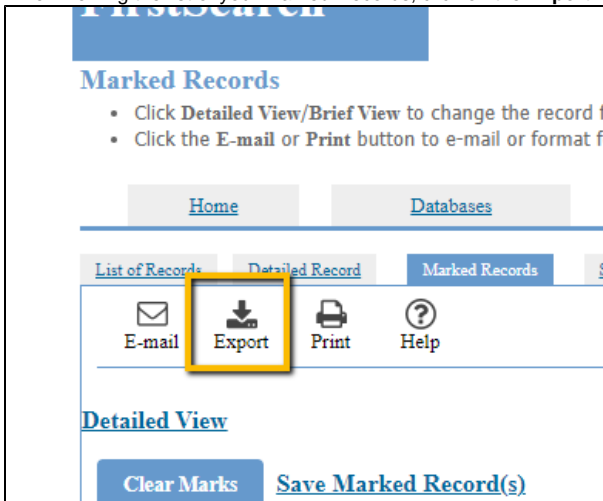 FirstSearch
Marked Records
• Click Detailed View/Brief View to change the record f
• Click the E-mail or Print button to e-mail or format f
Home Databases
List of Records Detailed Record Marked Records S
E-mail Export Print Help
Detailed View
Clear Marks Save Marked Record(s)